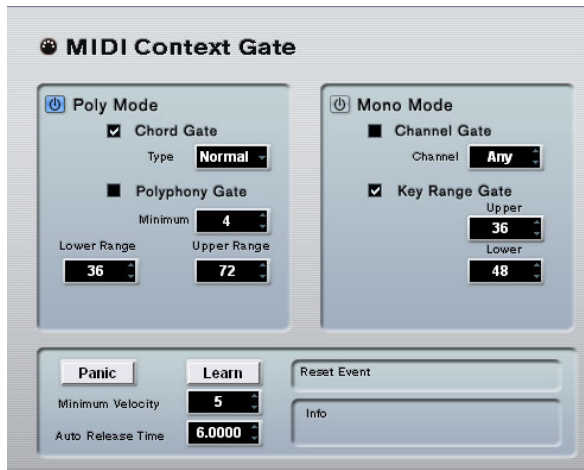 MIDI Context Gate
Poly Mode
Chord Gate
Type Normal
Polyphony Gate
Minimum 4
Lower Range Upper Range
36 72
Mono Mode
Channel Gate
Channel Any
Key Range Gate
Upper
36
Lower
48
Panic Learn
Minimum Velocity 5
Auto Release Time 6.0000
Reset Event
Info